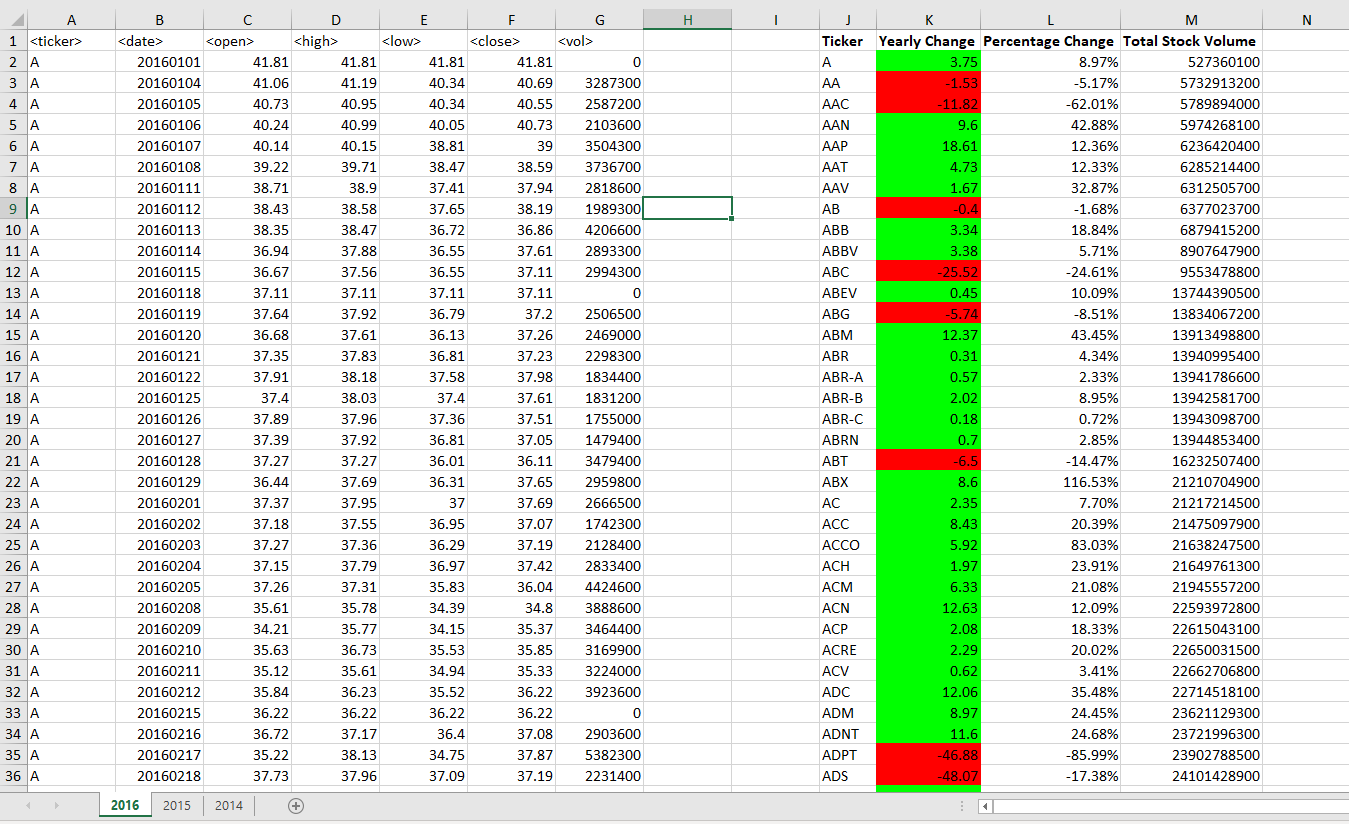 A B C D E F G H I J K L M N
1 <ticker> <date> <open> <high> <low> <close> <vol> Ticker Yearly Change Percentage Change Total Stock Volume
2 A 20160101 41.81 41.81 41.81 41.81 0 A 3.75 8.97% 527360100
3 A 20160104 41.06 41.19 40.34 40.69 3287300 AA -1.53 -5.17% 5732913200
4 A 20160105 40.73 40.95 40.34 40.55 2587200 AAC -11.82 -62.01% 5789894000
5 A 20160106 40.24 40.99 40.05 40.73 2103600 AAN 9.6 42.88% 5974268100
6 A 20160107 40.14 40.15 38.81 39 3504300 AAP 18.61 12.36% 6236420400
7 A 20160108 39.22 39.71 38.47 38.59 3736700 AAT 4.73 12.33% 6285214400
8 A 20160111 38.71 38.9 37.41 37.94 2818600 AAV 1.67 32.87% 6312505700
9 A 20160112 38.43 38.58 37.65 38.19 1989300 AB -0.4 -1.68% 6377023700
10 A 20160113 38.35 38.47 36.72 36.86 4206600 ABB 3.34 18.84% 6879415200
11 A 20160114 36.94 37.88 36.55 37.61 2893300 ABBV 3.38 5.71% 8907647900
12 A 20160115 36.67 37.56 36.55 37.11 2994300 ABC -25.52 -24.61% 9553478800
13 A 20160118 37.11 37.11 37.11 37.11 0 ABEV 0.45 10.09% 13744390500
14 A 20160119 37.64 37.92 36.79 37.2 2506500 ABG -5.74 -8.51% 13834067200
15 A 20160120 36.68 37.61 36.13 37.26 2469000 ABM 12.37 43.45% 13913498800
16 A 20160121 37.35 37.83 36.81 37.23 2298300 ABR 0.31 4.34% 13940995400
17 A 20160122 37.91 38.18 37.58 37.98 1834400 ABR-A 0.57 2.33% 13941786600
18 A 20160125 37.4 38.03 37.4 37.61 1831200 ABR-B 2.02 8.95% 13942581700
19 A 20160126 37.89 37.96 37.36 37.51 1755000 ABR-C 0.18 0.72% 13943098700
20 A 20160127 37.39 37.92 36.81 37.05 1479400 ABRN 0.7 2.85% 13944853400
21 A 20160128 37.27 37.27 36.01 36.11 3479400 ABT -6.5 -14.47% 16232507400
22 A 20160129 36.44 37.69 36.31 37.65 2959800 ABX 8.6 116.53% 21210704900
23 A 20160201 37.37 37.95 37 37.69 2666500 AC 2.35 7.70% 21217214500
24 A 20160202 37.18 37.55 36.95 37.07 1742300 ACC 8.43 20.39% 21475097900
25 A 20160203 37.27 37.36 36.29 37.19 2128400 ACCO 5.92 83.03% 21638247500
26 A 20160204 37.15 37.79 36.97 37.42 2833400 ACH 1.97 23.91% 21649761300
27 A 20160205 37.26 37.31 35.83 36.04 4424600 ACM 6.33 21.08% 21945557200
28 A 20160208 35.61 35.78 34.39 34.8 3888600 ACN 12.63 12.09% 22593972800
29 A 20160209 34.21 35.77 34.15 35.37 3464400 ACP 2.08 18.33% 22615043100
30 A 20160210 35.63 36.73 35.53 35.85 3169900 ACRE 2.29 20.02% 22650031500
31 A 20160211 35.12 35.61 34.94 35.33 3224000 ACV 0.62 3.41% 22662706800
32 A 20160212 35.84 36.23 35.52 36.22 3923600 ADC 12.06 35.48% 22714518100
33 A 20160215 36.22 36.22 36.22 36.22 0 ADM 8.97 24.45% 23621129300
34 A 20160216 36.72 37.17 36.4 37.08 2903600 ADNT 11.6 24.68% 23721996300
35 A 20160217 35.22 38.13 34.75 37.87 5382300 ADPT -46.88 -85.99% 23902788500
36 A 20160218 37.73 37.96 37.09 37.19 2231400 ADS -48.07 -17.38% 24101428900
2016 2015 2014